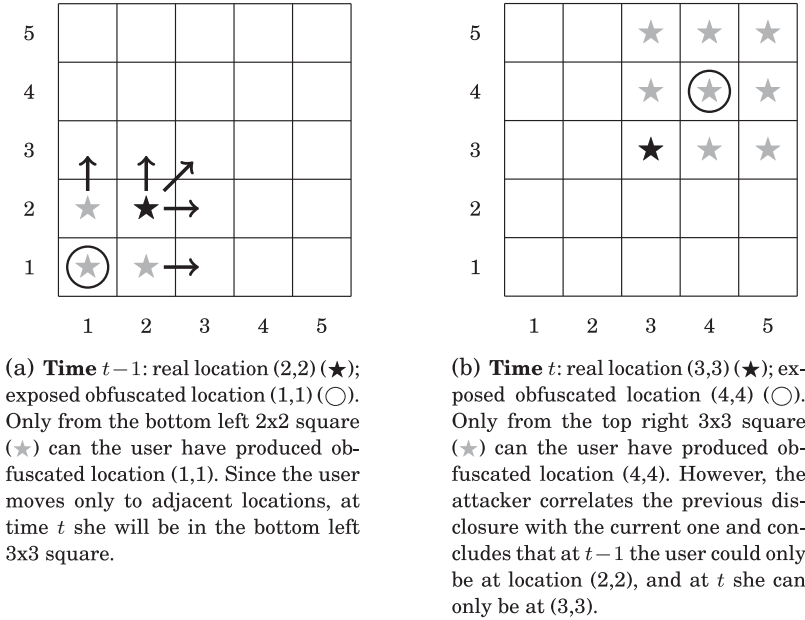 5
4
3
2
1
1 2 3 4 5
(a) Time t−1: real location (2,2) (★);
exposed obfuscated location (1,1) (◯).
Only from the bottom left 2x2 square
(★) can the user have produced ob-
fuscated location (1,1). Since the user
moves only to adjacent locations, at
time t she will be in the bottom left
3x3 square.
5
4
3
2
1
1 2 3 4 5
(b) Time t: real location (3,3) (★); ex-
posed obfuscated location (4,4) (◯).
Only from the top right 3x3 square
(★) can the user have produced ob-
fuscated location (4,4). However, the
attacker correlates the previous dis-
closure with the current one and con-
cludes that at t−1 the user could only
be at location (2,2), and at t she can
only be at (3,3).